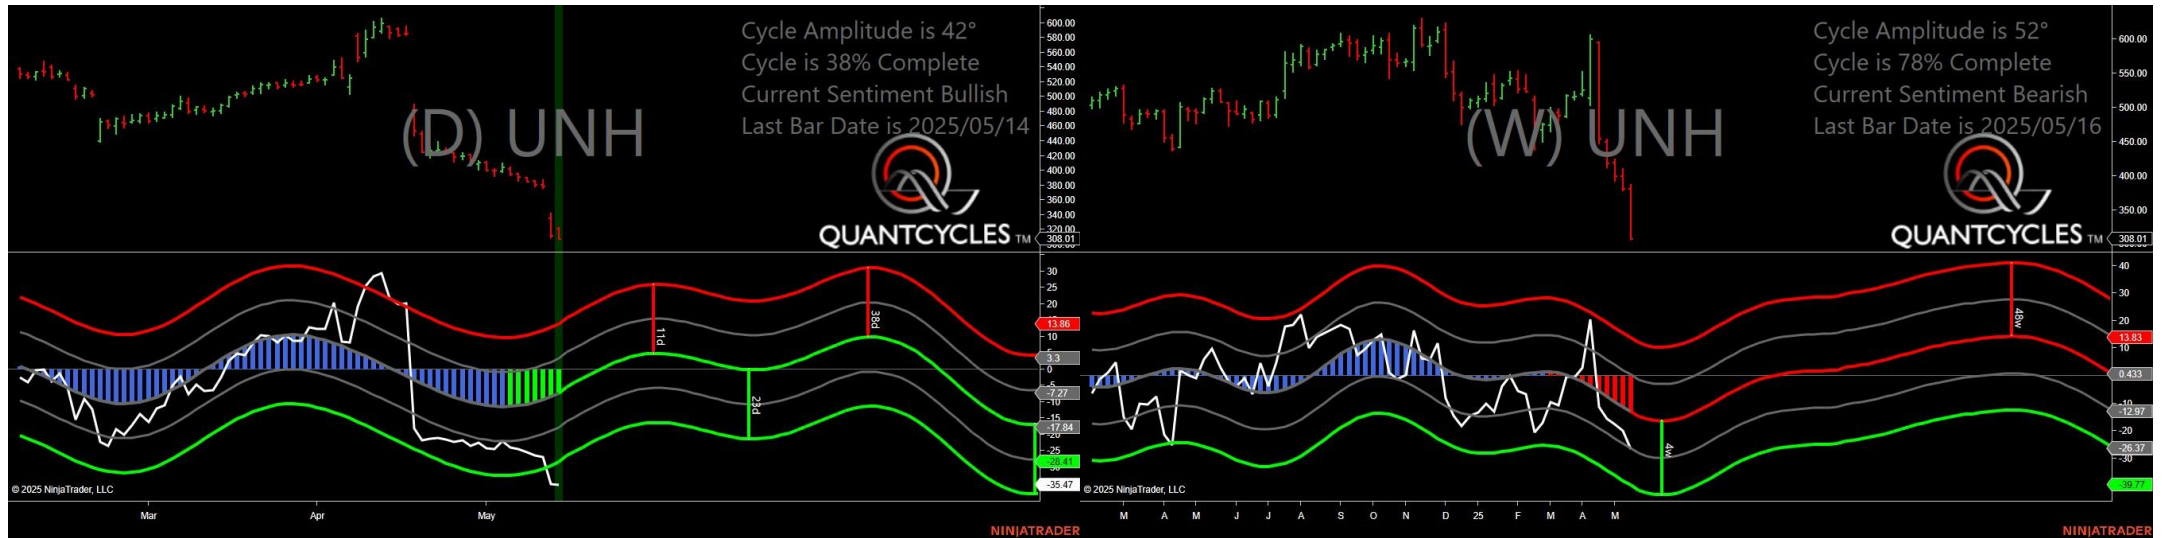 Cycle Amplitude is 42°
Cycle is 38% Complete
Current Sentiment Bullish
Last Bar Date is 2025/05/14
(D) UNH
QUANTCYCLES TM
600.00
580.00
560.00
540.00
520.00
500.00
480.00
460.00
440.00
420.00
400.00
380.00
360.00
340.00
320.00
308.01
30
25
20
15
13.86
10
5
3.3
0
-5
-7.27
-10
-15
-17.84
-20
-25
-28.41
-35.47
11d
23d
38d
© 2025 NinjaTrader, LLC
Mar
Apr
May
NINJATRADER
Cycle Amplitude is 52°
Cycle is 78% Complete
Current Sentiment Bearish
Last Bar Date is 2025/05/16
(W) UNH
QUANTCYCLES TM
600.00
550.00
500.00
450.00
400.00
350.00
308.01
40
30
20
13.83
10
0.433
-10
-12.97
-20
-26.37
-30
-39.77
4w
48w
© 2025 NinjaTrader, LLC
M A M J J A S O N D 25 F M A M
NINJATRADER